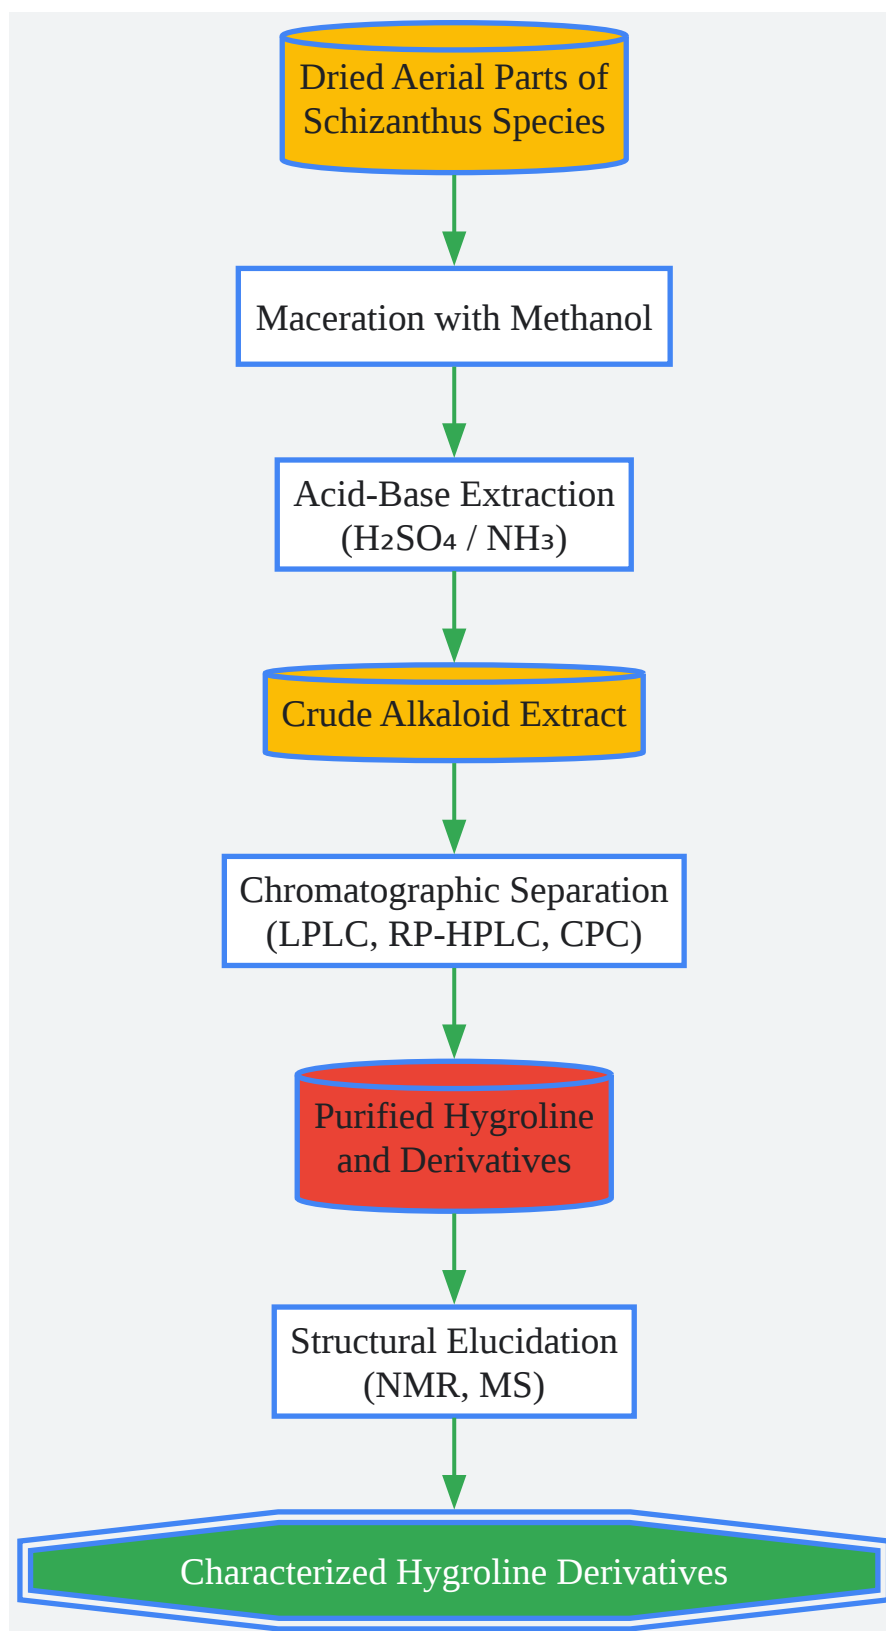 Dried Aerial Parts of
Schizanthus Species
Maceration with Methanol
Acid-Base Extraction
(H₂SO₄ / NH₃)
Crude Alkaloid Extract
Chromatographic Separation
(LPLC, RP-HPLC, CPC)
Purified Hygroline
and Derivatives
Structural Elucidation
(NMR, MS)
Characterized Hygroline Derivatives